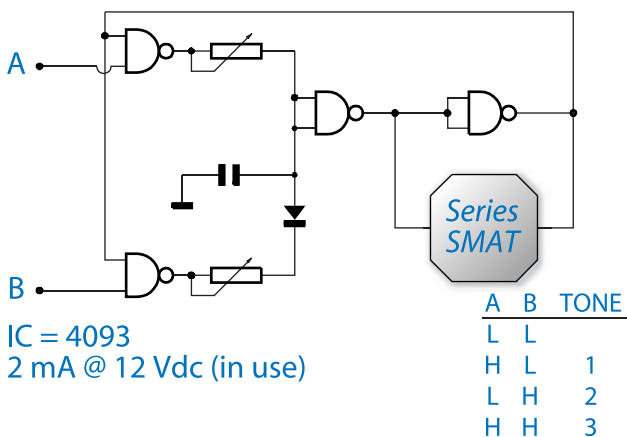 A
Series
SMAT
B
IC = 4093
2 mA @ 12 Vdc (in use)
A B TONE
L L
H L 1
L H 2
H H 3